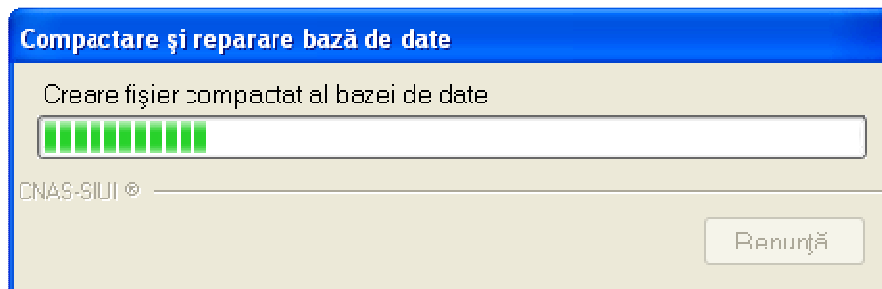 Compactare şi reparare bază de date
Creare fişier compactat al bazei de date
CNAS-SIUI ®
Renunţă